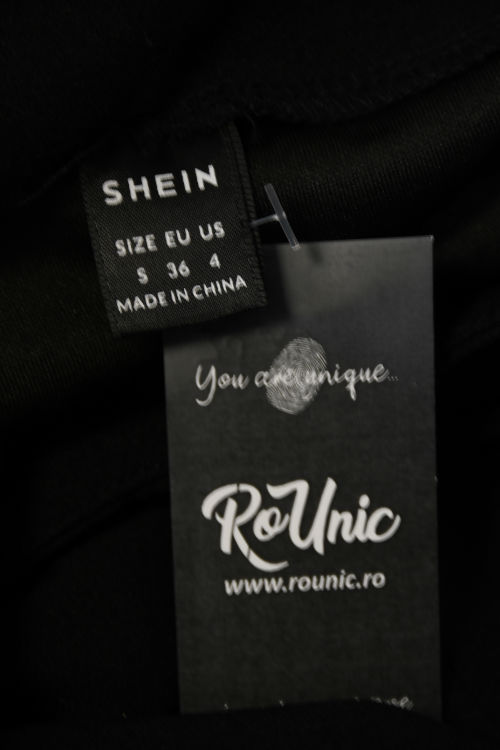 SHEIN
SIZE EU US
S 36 4
MADE IN CHINA
You are unique...
RoUnic
www.rounic.ro